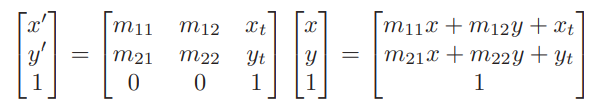 [x'] = [m₁₁ m₁₂ xₜ] [x] = [m₁₁x + m₁₂y + xₜ]
[y'] = [m₂₁ m₂₂ yₜ] [y] = [m₂₁x + m₂₂y + yₜ]
[1] = [0 0 1] [1] = [1]